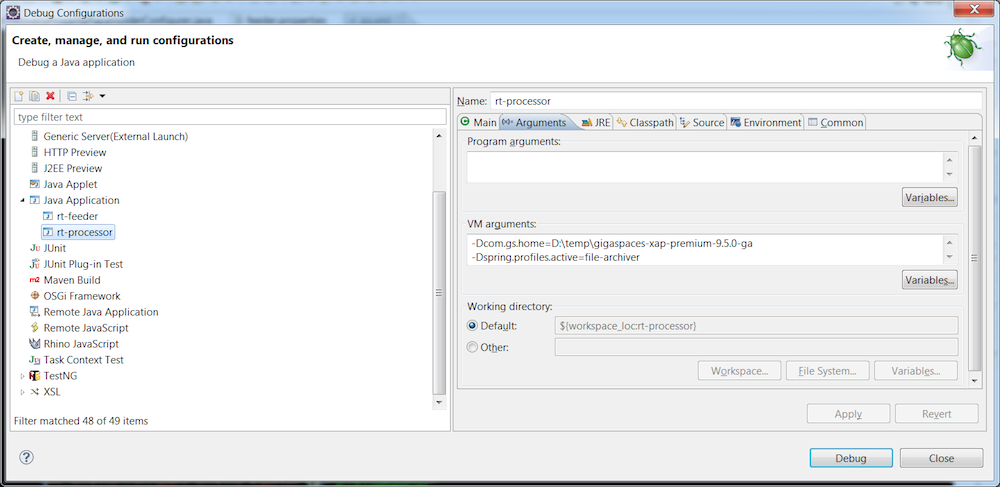 Debug Configurations
Create, manage, and run configurations
Debug a Java application
type filter text
Generic Server(External Launch)
HTTP Preview
J2EE Preview
Java Applet
Java Application
rt-feeder
rt-processor
JUnit
JUnit Plug-in Test
Maven Build
OSGi Framework
Remote Java Application
Remote JavaScript
Rhino JavaScript
Task Context Test
TestNG
XSL
Filter matched 48 of 49 items
Name: rt-processor
Main Arguments JRE Classpath Source Environment Common
Program arguments:
Variables...
VM arguments:
-Dcom.gs.home=D:\temp\gigaspaces-xap-premium-9.5.0-ga
-Dspring.profiles.active=file-archiver
Variables...
Working directory:
Default: ${workspace_loc:rt-processor}
Other:
Workspace... File System... Variables...
Apply Revert
Debug Close